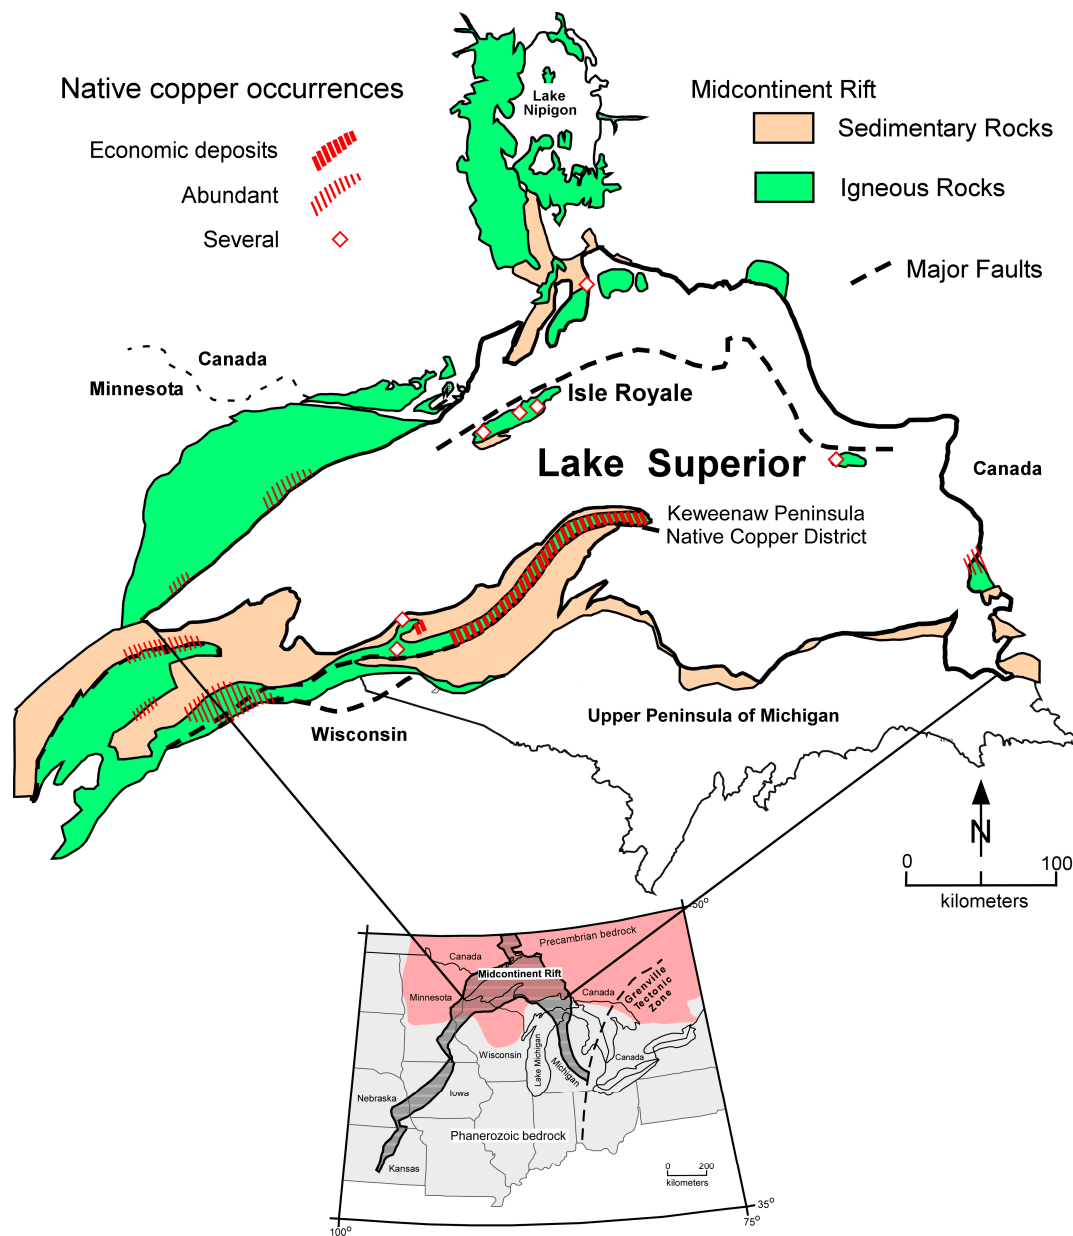 Native copper occurrences
Economic deposits
Abundant
Several
Midcontinent Rift
Sedimentary Rocks
Igneous Rocks
Major Faults
Lake
Nipigon
Canada
Minnesota
Isle Royale
Lake Superior
Canada
Keweenaw Peninsula
Native Copper District
Wisconsin
Upper Peninsula of Michigan
N
0 100
kilometers
50°
Precambrian bedrock
Canada
Midcontinent Rift
Minnesota
Canada
Grenville
Tectonic
Zone
Wisconsin
Lake Michigan
Michigan
Canada
Nebraska
Iowa
Phanerozoic bedrock
Kansas
0 200
kilometers
35°
75°
100°